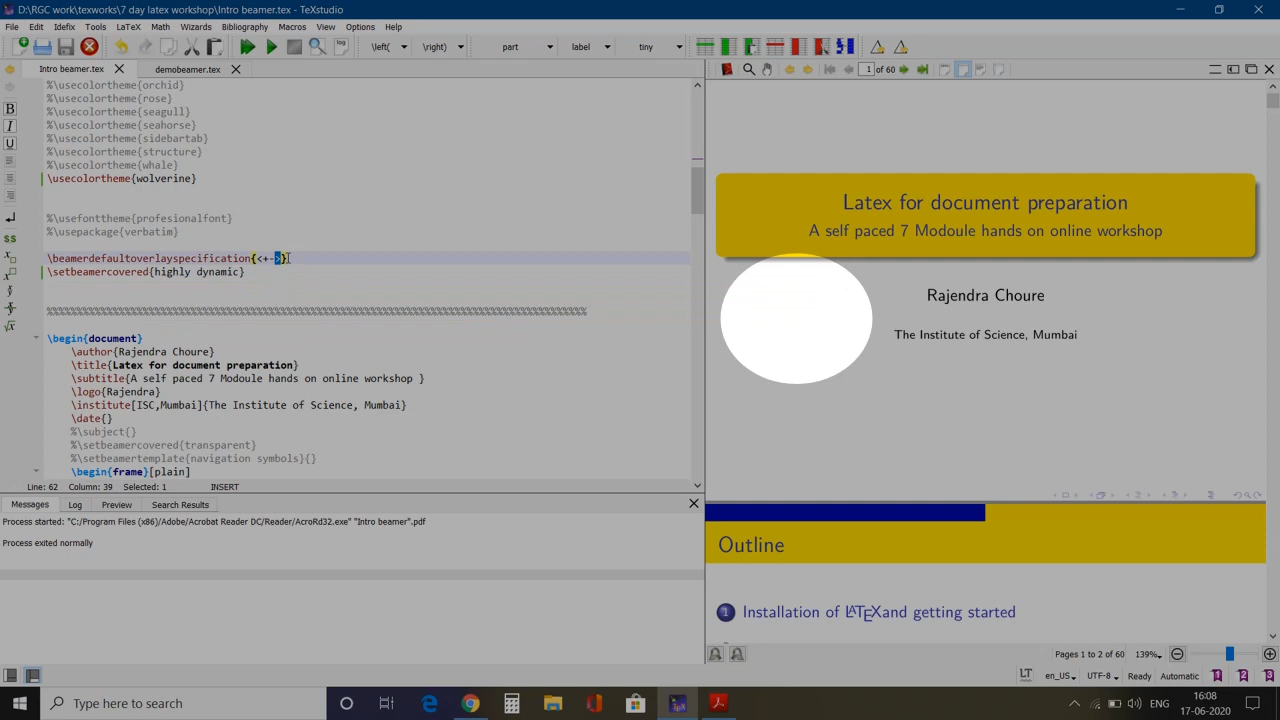 D:\RGC work\texworks\7 day latex workshop\Intro beamer.tex - TeXstudio
File Edit Idefix Tools LaTeX Math Wizards Bibliography Macros View Options Help
\left( \right) part label tiny
Intro beamer.tex demobeamer.tex 1 of 60
%\usecolortheme{orchid}
%\usecolortheme{rose}
%\usecolortheme{seagull}
%\usecolortheme{seahorse}
%\usecolortheme{sidebartab}
%\usecolortheme{structure}
%\usecolortheme{whale}
\usecolortheme{wolverine}
%\usefonttheme{profesionalfont}
%\usepackage{verbatim}
\beamerdefaultoverlayspecification{<+->}
\setbeamercovered{highly dynamic}
%%%%%%%%%%%%%%%%%%%%%%%%%%%%%%%%%%%%%%%%%%%%%%%%%%%%%%%%%%%%%%%%%%%%%%%%%%%%%%%%%%%%%%%%%%%
\begin{document}
\author{Rajendra Choure}
\title{Latex for document preparation}
\subtitle{A self paced 7 Modoule hands on online workshop }
\logo{Rajendra}
\institute[ISC,Mumbai]{The Institute of Science, Mumbai}
\date{}
%\subject{}
%\setbeamercovered{transparent}
%\setbeamertemplate{navigation symbols}{}
\begin{frame}[plain]
Line: 62 Column: 39 Selected: 1 INSERT
Messages Log Preview Search Results
Process started: "C:/Program Files (x86)/Adobe/Acrobat Reader DC/Reader/AcroRd32.exe" "Intro beamer".pdf
Process exited normally
Latex for document preparation
A self paced 7 Modoule hands on online workshop
Rajendra Choure
The Institute of Science, Mumbai
Outline
1 Installation of LATEXand getting started
Pages 1 to 2 of 60 139%
LT en_US UTF-8 Ready Automatic 1 2 3
Type here to search
ENG 16:08
17-06-2020